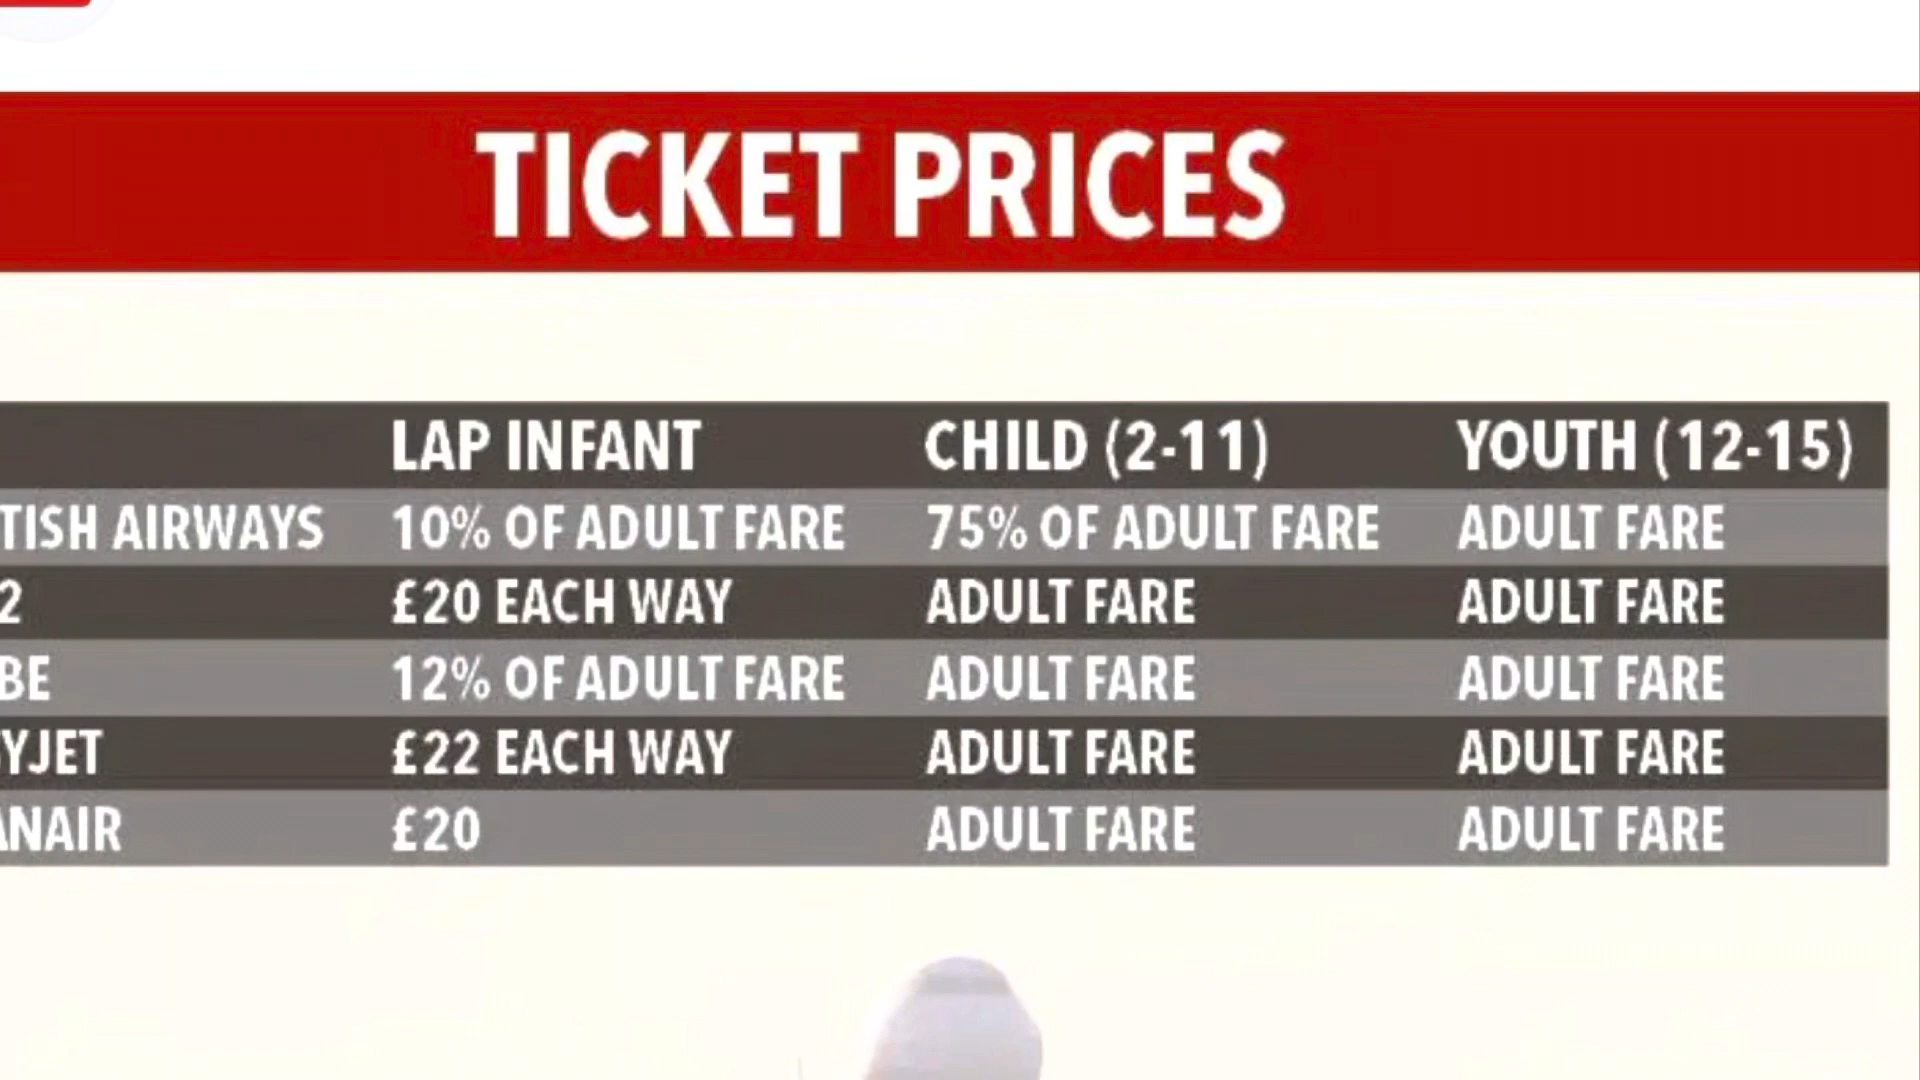 TICKET PRICES
LAP INFANT CHILD (2-11) YOUTH (12-15)
TISH AIRWAYS 10% OF ADULT FARE 75% OF ADULT FARE ADULT FARE
2 £20 EACH WAY ADULT FARE ADULT FARE
BE 12% OF ADULT FARE ADULT FARE ADULT FARE
YJET £22 EACH WAY ADULT FARE ADULT FARE
ANAIR £20 ADULT FARE ADULT FARE